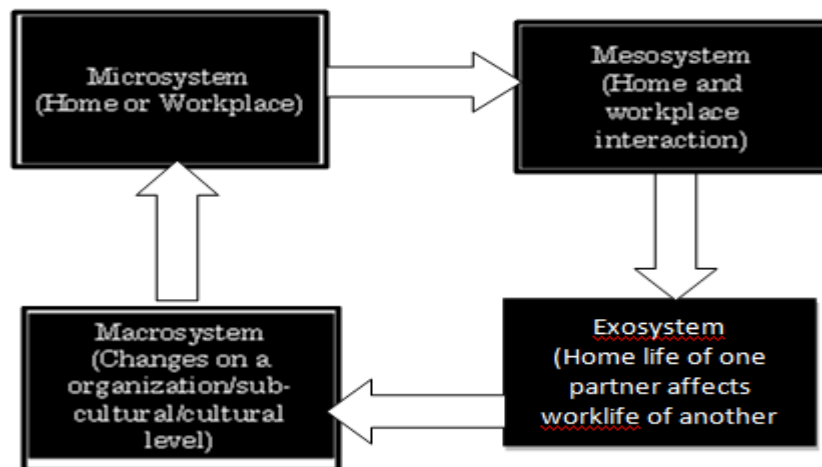 Microsystem
(Home or Workplace)
Mesosystem
(Home and
workplace
interaction)
Exosystem
(Home life of one
partner affects
worklife of another
Macrosystem
(Changes on a
organization/sub-
cultural/cultural
level)